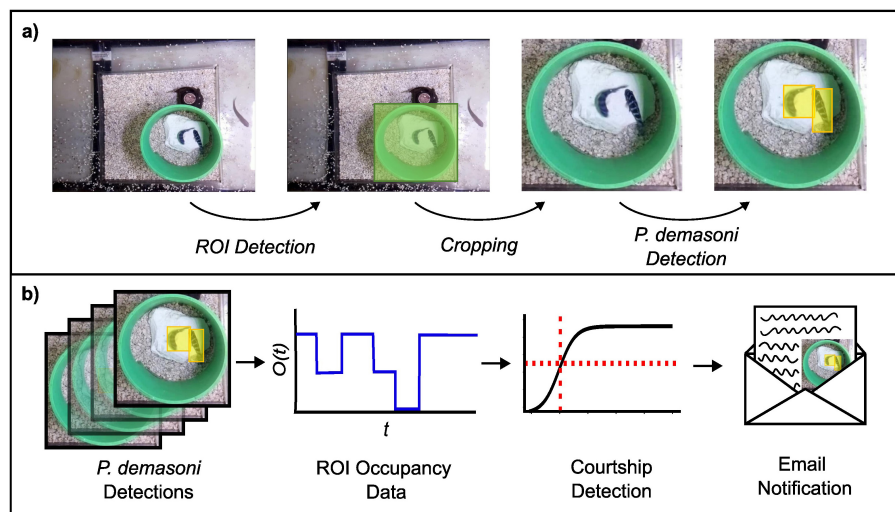 a)
ROI Detection
Cropping
P. demasoni
Detection
b)
O(t)
t
P. demasoni
Detections
ROI Occupancy
Data
Courtship
Detection
Email
Notification